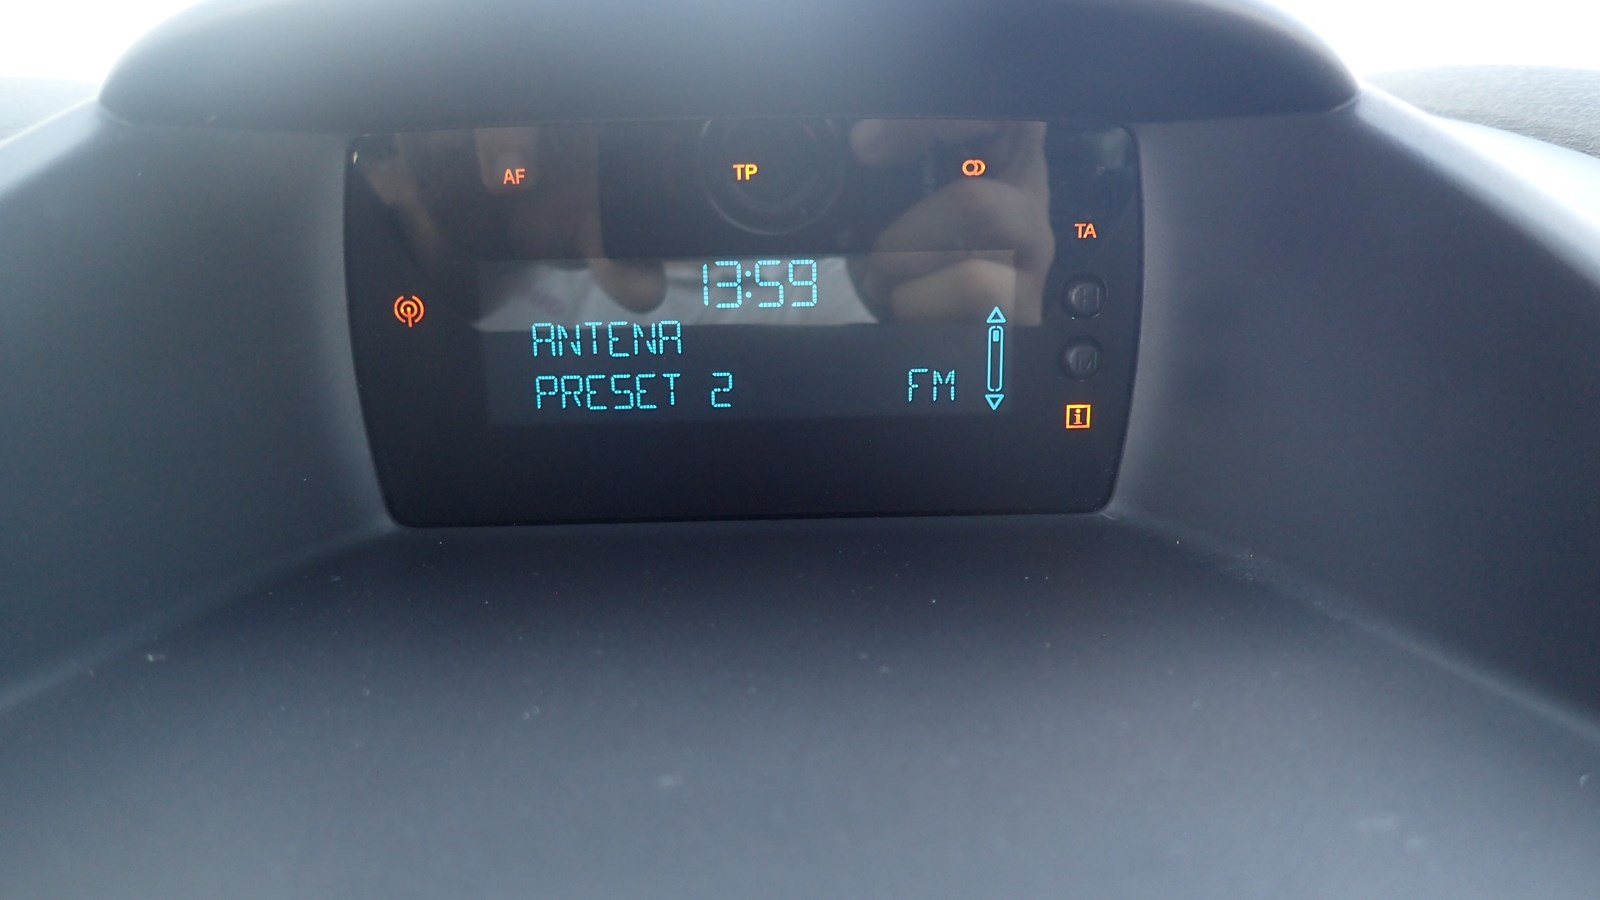 AF TP
TA
13:59
ANTENA
PRESET 2 FM
i